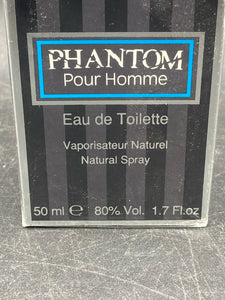 PHANTOM
Pour Homme
Eau de Toilette
Vaporisateur Naturel
Natural Spray
50 ml ℮ 80% Vol. 1.7 Fl.oz